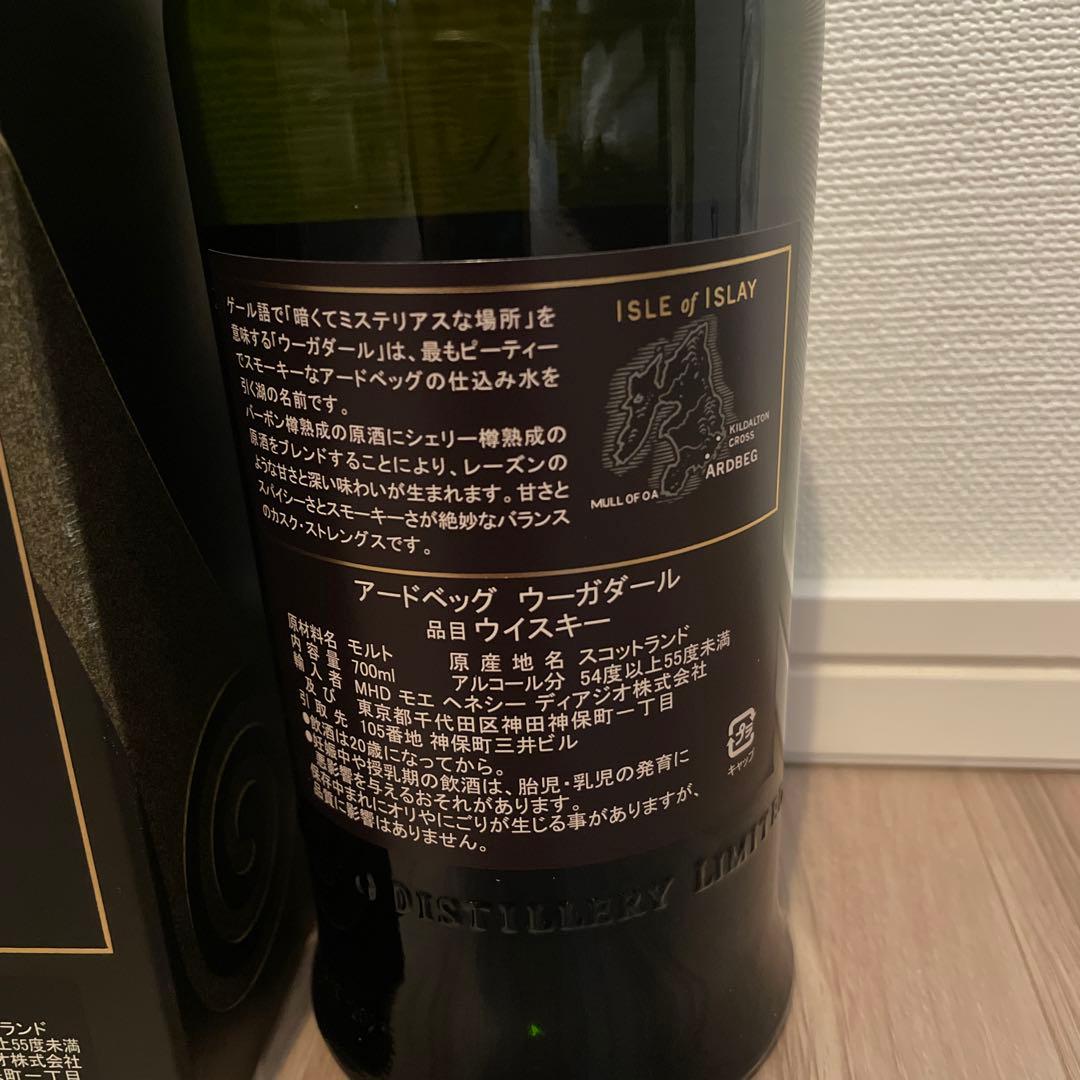 ゲール語で「暗くてミステリアスな場所」を
意味する「ウーガダール」は、最もピーティー
でスモーキーなアードベッグの仕込み水を
引く湖の名前です。
バーボン樽熟成の原酒にシェリー樽熟成の
原酒をブレンドすることにより、レーズンの
ような甘さと深い味わいが生まれます。甘さと
スパイシーさとスモーキーさが絶妙なバランス
のカスク・ストレングスです。
ISLE of ISLAY
KILDALTON
CROSS
ARDBEG
MULL OF OA
アードベッグ ウーガダール
品目 ウイスキー
原材料名 モルト 原産地名 スコットランド
内容量 700ml アルコール分 54度以上55度未満
輸入者 MHD モエ ヘネシー ディアジオ株式会社
及び 東京都千代田区神田神保町一丁目
引取先 105番地 神保町三井ビル
●飲酒は20歳になってから。
●妊娠中や授乳期の飲酒は、胎児・乳児の発育に
悪影響を与えるおそれがあります。
保存中まれにオリやにごりが生じる事がありますが、
品質に影響はありません。
キャップ
DISTILLERY LIMITED
ランド
上55度未満
オ株式会社
保町一丁目